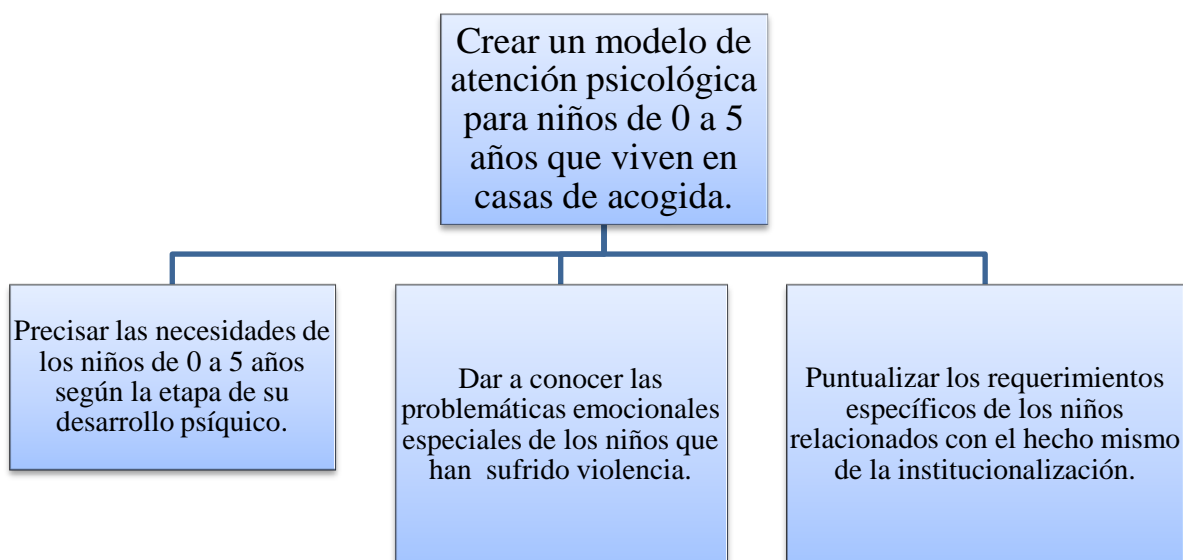 Crear un modelo de
atención psicológica
para niños de 0 a 5
años que viven en
casas de acogida.
Precisar las necesidades de
los niños de 0 a 5 años
según la etapa de su
desarrollo psíquico.
Dar a conocer las
problemáticas emocionales
especiales de los niños que
han sufrido violencia.
Puntualizar los requerimientos
específicos de los niños
relacionados con el hecho mismo
de la institucionalización.